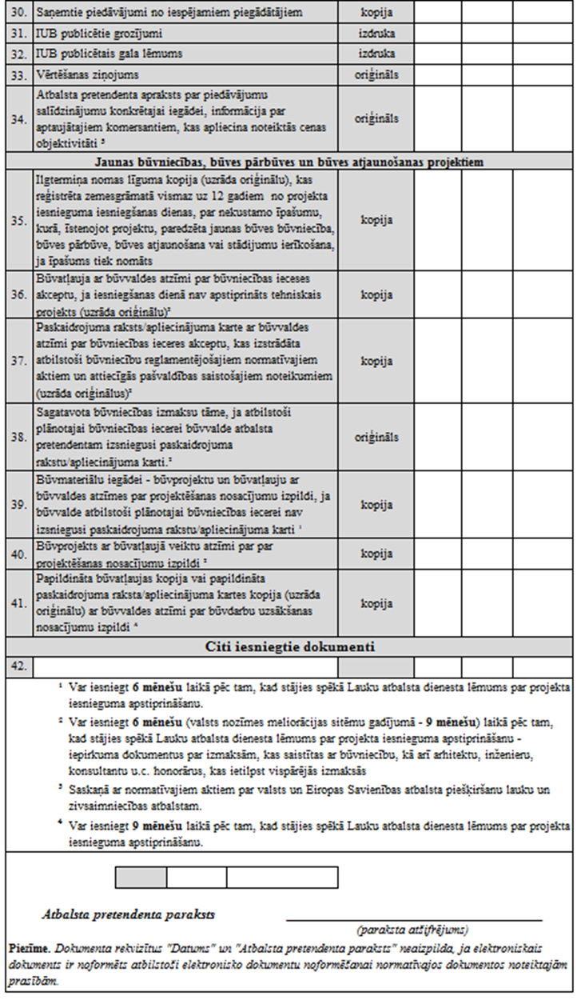 30. Saņemtie piedāvājumi no iespējamiem piegādātājiem kopija
31. IUB publicētie grozījumi izdruka
32. IUB publicētais gala lēmums izdruka
33. Vērtēšanas ziņojums oriģināls
34. Atbalsta pretendenta apraksts par piedāvājumu
salīdzinājumu konkrētajai iegādei, informācija par
aptaujātajiem komersantiem, kas apliecina noteiktās cenas
objektivitāti ³
oriģināls
Jaunas būvniecības, būves pārbūves un būves atjaunošanas projektiem
35. Ilgtermiņa nomas līguma kopija (uzrāda oriģinālu), kas
reģistrēta zemesgrāmatā vismaz uz 12 gadiem no projekta
iesnieguma iesniegšanas dienas, par nekustamo īpašumu,
kurā, īstenojot projektu, paredzēta jaunas būves būvniecība,
būves pārbūve, būves atjaunošana vai stādījumu ierīkošana,
ja īpašums tiek nomāts
kopija
36. Būvatļauja ar būvvaldes atzīmi par būvniecības ieceses
akceptu, ja iesniegšanas dienā nav apstiprināts tehniskais
projekts (uzrāda oriģinālu)²
kopija
37. Paskaidrojuma raksts/apliecinājuma karte ar būvvaldes
atzīmi par būvniecības ieceres akceptu, kas izstrādāta
atbilstoši būvniecību reglamentējošajiem normatīvajiem
aktiem un attiecīgās pašvaldības saistošajiem noteikumiem
(uzrāda oriģinālus)²
kopija
38. Sagatavota būvniecības izmaksu tāme, ja atbilstoši
plānotajai būvniecības iecerei būvvalde atbalsta
pretendentam izsniegusi paskaidrojuma
rakstu/apliecinājuma karti.²
oriģināls
39. Būvmateriālu iegādei - būvprojektu un būvatļauju ar
būvvaldes atzīmes par projektēšanas nosacījumu izpildi, ja
būvvalde atbilstoši plānotajai būvniecības iecerei nav
izsniegusi paskaidrojuma rakstu/apliecinājuma karti ¹
kopija
40. Būvprojekts ar būvatļaujā veiktu atzīmi par par
projektēšanas nosacījumu izpildi ²
kopija
41. Papildināta būvatļaujas kopija vai papildināta
paskaidrojuma raksta/apliecinājuma kartes kopija (uzrāda
oriģinālu) ar būvvaldes atzīmi par būvdarbu uzsākšanas
nosacījumu izpildi ⁴
kopija
Citi iesniegtie dokumenti
42.
¹ Var iesniegt 6 mēnešu laikā pēc tam, kad stājies spēkā Lauku atbalsta dienesta lēmums par projekta
iesnieguma apstiprināšanu.
² Var iesniegt 6 mēnešu (valsts nozīmes meliorācijas sitēmu gadījumā - 9 mēnešu) laikā pēc tam,
kad stājies spēkā Lauku atbalsta dienesta lēmums par projekta iesnieguma apstiprināšanu -
iepirkuma dokumentus par izmaksām, kas saistītas ar būvniecību, kā arī arhitektu, inženieru,
konsultantu u.c. honorārus, kas ietilpst vispārējās izmaksās
³ Saskaņā ar normatīvajiem aktiem par valsts un Eiropas Savienības atbalsta piešķiršanu lauku un
zivsaimniecības atbalstam.
⁴ Var iesniegt 9 mēnešu laikā pēc tam, kad stājies spēkā Lauku atbalsta dienesta lēmums par projekta
iesnieguma apstiprināšanu.
Atbalsta pretendenta paraksts
(paraksta atšifrējums)
Piezīme. Dokumenta rekvizītus "Datums" un "Atbalsta pretendenta paraksts" neaizpilda, ja elektroniskais
dokuments ir noformēts atbilstoši elektronisko dokumentu noformēšanai normatīvajos dokumentos noteiktajām
prasībām.